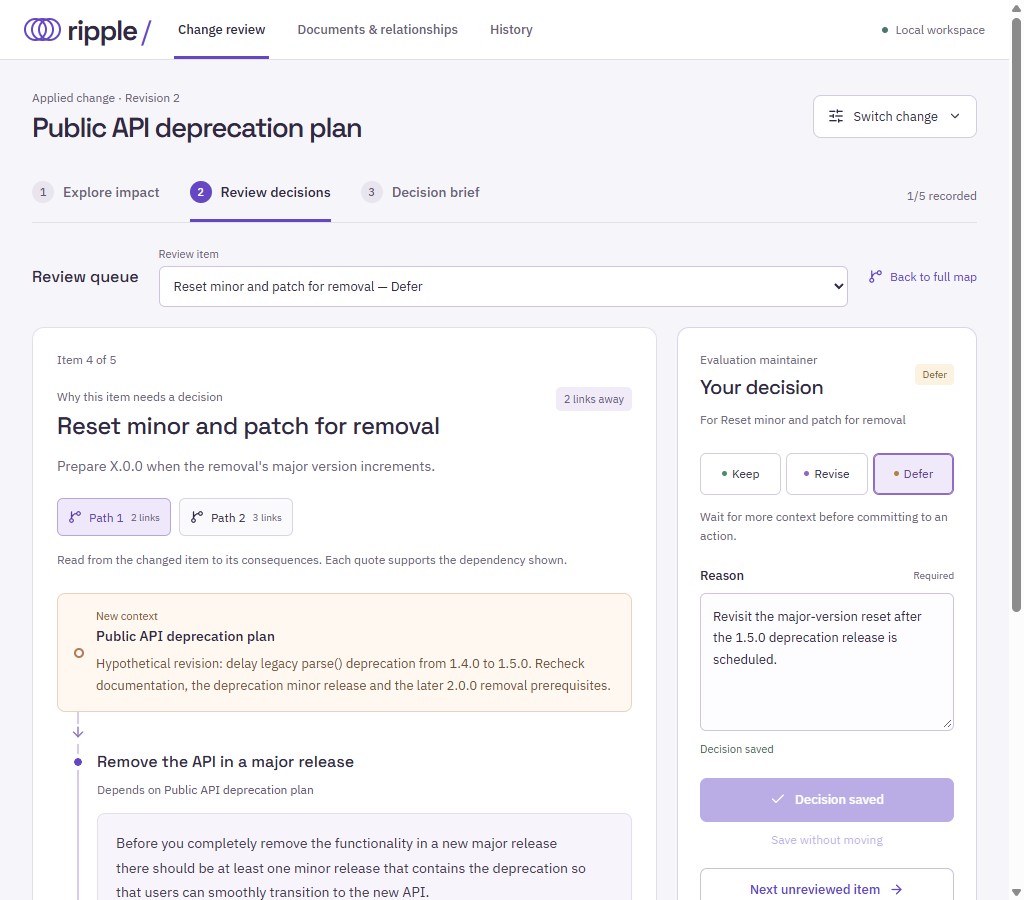 ripple/
Change review
Documents & relationships
History
Local workspace
Applied change · Revision 2
Public API deprecation plan
Switch change
1 Explore impact
2 Review decisions
3 Decision brief
1/5 recorded
Review queue
Review item
Reset minor and patch for removal — Defer
Back to full map
Item 4 of 5
Why this item needs a decision
2 links away
Reset minor and patch for removal
Prepare X.0.0 when the removal's major version increments.
Path 1 2 links
Path 2 3 links
Read from the changed item to its consequences. Each quote supports the dependency shown.
New context
Public API deprecation plan
Hypothetical revision: delay legacy parse() deprecation from 1.4.0 to 1.5.0. Recheck
documentation, the deprecation minor release and the later 2.0.0 removal prerequisites.
Remove the API in a major release
Depends on Public API deprecation plan
Before you completely remove the functionality in a new major release
there should be at least one minor release that contains the deprecation so
that users can smoothly transition to the new API.
Evaluation maintainer
Your decision
Defer
For Reset minor and patch for removal
Keep
Revise
Defer
Wait for more context before committing to an
action.
Reason
Required
Revisit the major-version reset after
the 1.5.0 deprecation release is
scheduled.
Decision saved
Decision saved
Save without moving
Next unreviewed item